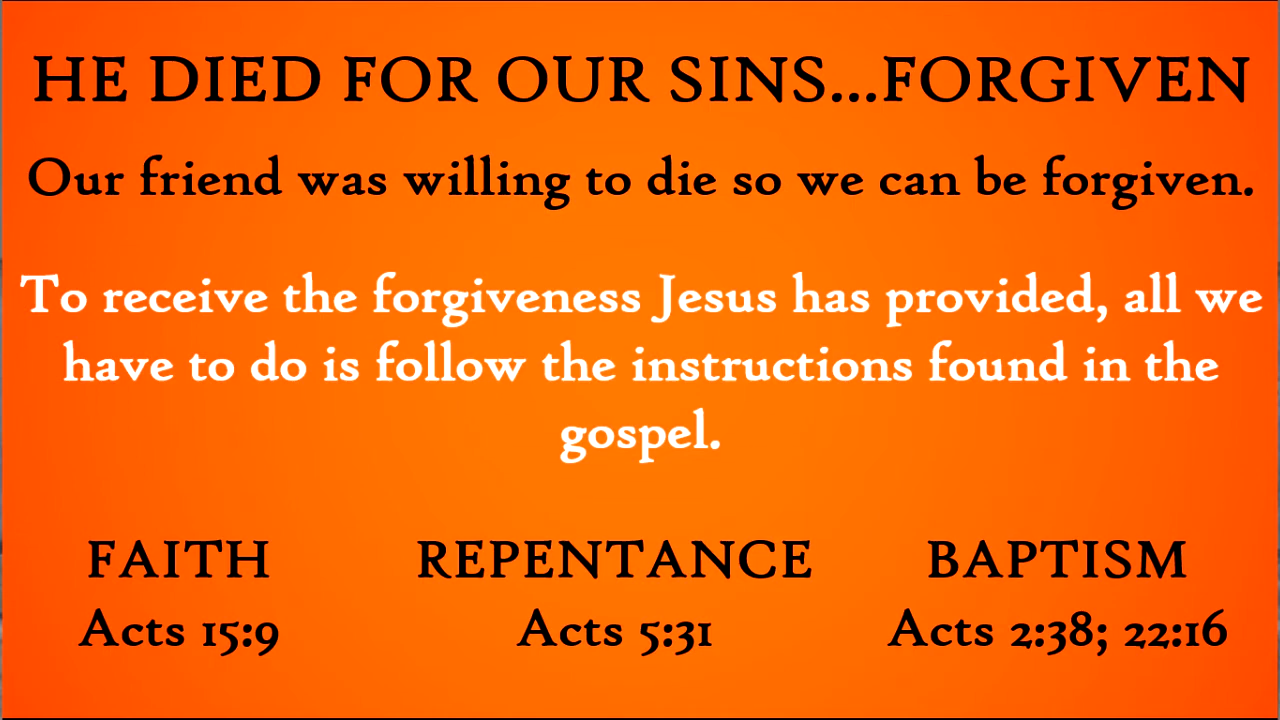 HE DIED FOR OUR SINS...FORGIVEN
Our friend was willing to die so we can be forgiven.
To receive the forgiveness Jesus has provided, all we
have to do is follow the instructions found in the
gospel.
FAITH REPENTANCE BAPTISM
Acts 15:9 Acts 5:31 Acts 2:38; 22:16